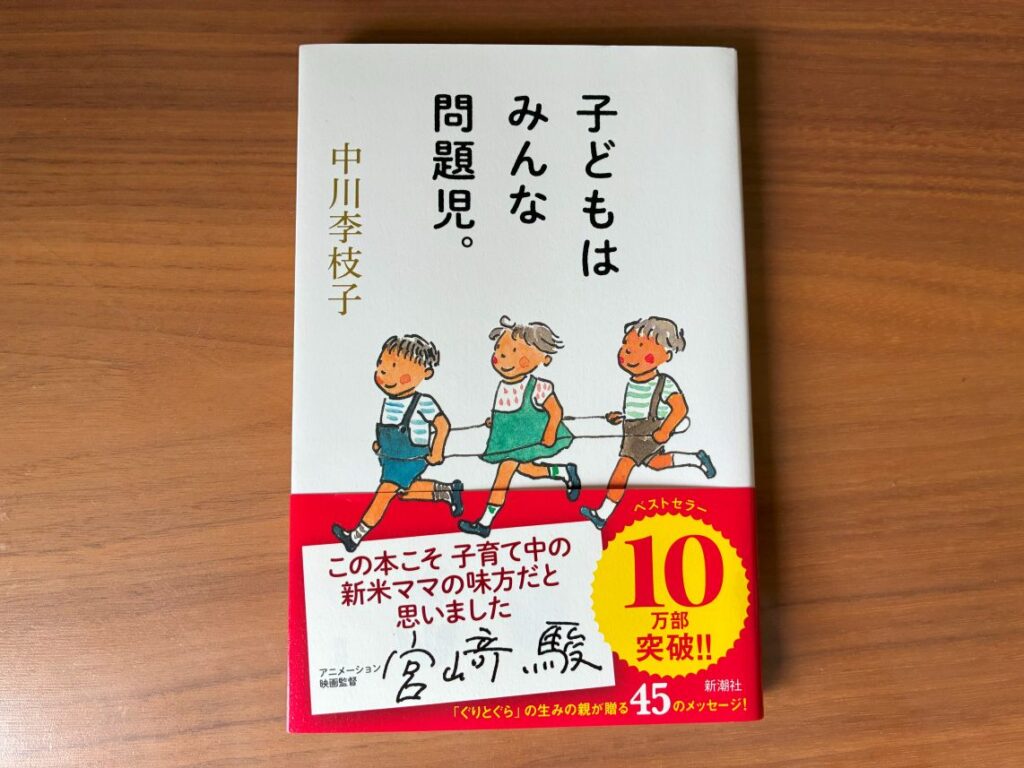 子どもは
みんな
問題児。
中川李枝子
この本こそ 子育て中の
新米ママの味方だと
思いました
アニメーション
映画監督
宮﨑駿
ベストセラー
10
万部
突破!!
新潮社
「ぐりとぐら」の生みの親が贈る45のメッセージ!